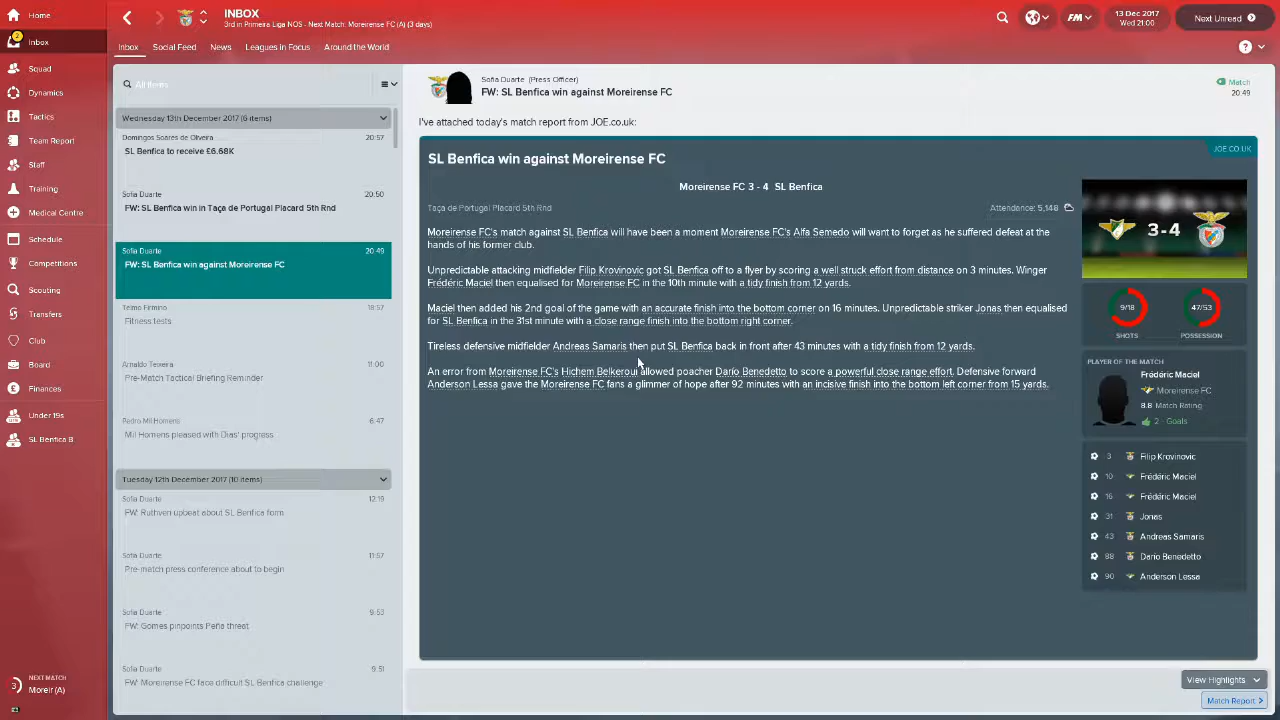 Home
2
Inbox
Squad
Dynamics
Tactics
Team Report
Staff
Training
Medical Centre
Schedule
Competitions
Scouting
Transfers
Club
Board
Finances
Under 19s
SL Benfica B
3
NEXT MATCH
Moreir (A)
INBOX
3rd in Primeira Liga NOS - Next Match: Moreirense FC (A) (3 days)
FM
13 Dec 2017
Wed 21:00
Next Unread
Inbox
Social Feed
News
Leagues in Focus
Around the World
?
All items
Wednesday 13th December 2017 (6 items)
Domingos Soares de Oliveira 20:57
SL Benfica to receive £6.68K
Sofia Duarte 20:50
FW: SL Benfica win in Taça de Portugal Placard 5th Rnd
Sofia Duarte 20:49
FW: SL Benfica win against Moreirense FC
Telmo Firmino 18:57
Fitness tests
Arnaldo Teixeira 11:00
Pre-Match Tactical Briefing Reminder
Pedro Mil Homens 6:47
Mil Homens pleased with Dias' progress
Tuesday 12th December 2017 (10 items)
Sofia Duarte 12:19
FW: Ruthven upbeat about SL Benfica form
Sofia Duarte 11:57
Pre-match press conference about to begin
Sofia Duarte 9:53
FW: Gomes pinpoints Peña threat
Sofia Duarte 9:51
FW: Moreirense FC face difficult SL Benfica challenge
Sofia Duarte (Press Officer)
FW: SL Benfica win against Moreirense FC
Match
20:49
I've attached today's match report from JOE.co.uk:
SL Benfica win against Moreirense FC
JOE.CO.UK
Moreirense FC 3 - 4 SL Benfica
Taça de Portugal Placard 5th Rnd
Attendance: 5,146
Moreirense FC's match against SL Benfica will have been a moment Moreirense FC's Alfa Semedo will want to forget as he suffered defeat at the
hands of his former club.
Unpredictable attacking midfielder Filip Krovinovic got SL Benfica off to a flyer by scoring a well struck effort from distance on 3 minutes. Winger
Frédéric Maciel then equalised for Moreirense FC in the 10th minute with a tidy finish from 12 yards.
Maciel then added his 2nd goal of the game with an accurate finish into the bottom corner on 16 minutes. Unpredictable striker Jonas then equalised
for SL Benfica in the 31st minute with a close range finish into the bottom right corner.
Tireless defensive midfielder Andreas Samaris then put SL Benfica back in front after 43 minutes with a tidy finish from 12 yards.
An error from Moreirense FC's Hichem Belkeroui allowed poacher Darío Benedetto to score a powerful close range effort. Defensive forward
Anderson Lessa gave the Moreirense FC fans a glimmer of hope after 92 minutes with an incisive finish into the bottom left corner from 15 yards.
3-4
9/18
SHOTS
47/53
POSSESSION
PLAYER OF THE MATCH
Frédéric Maciel
Moreirense FC
8.8 Match Rating
2 - Goals
3 Filip Krovinovic
10 Frédéric Maciel
16 Frédéric Maciel
31 Jonas
43 Andreas Samaris
88 Darío Benedetto
90 Anderson Lessa
View Highlights
Match Report